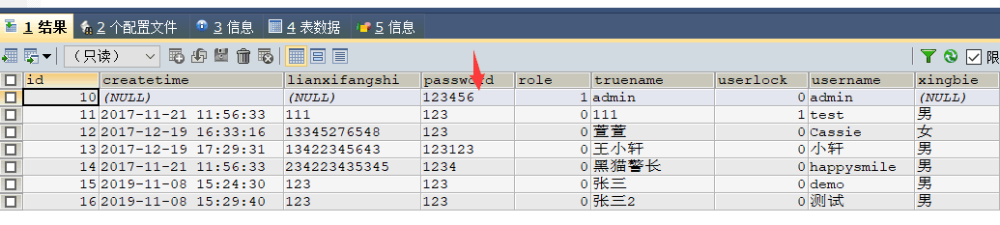 1 结果 2 个配置文件 3 信息 4 表数据 5 信息
（只读） 限
id createtime lianxifangshi password role truename userlock username xingbie
10 (NULL) (NULL) 123456 1 admin 0 admin (NULL)
11 2017-11-21 11:56:33 111 123 0 111 1 test 男
12 2017-12-19 16:33:16 13345276548 123 0 萱萱 0 Cassie 女
13 2017-12-19 17:29:31 13422345643 123123 0 王小轩 0 小轩 男
14 2017-11-21 11:56:33 234223435345 1234 0 黑猫警长 0 happysmile 男
15 2019-11-08 15:24:30 123 123 0 张三 0 demo 男
16 2019-11-08 15:29:40 123 123 0 张三2 0 测试 男